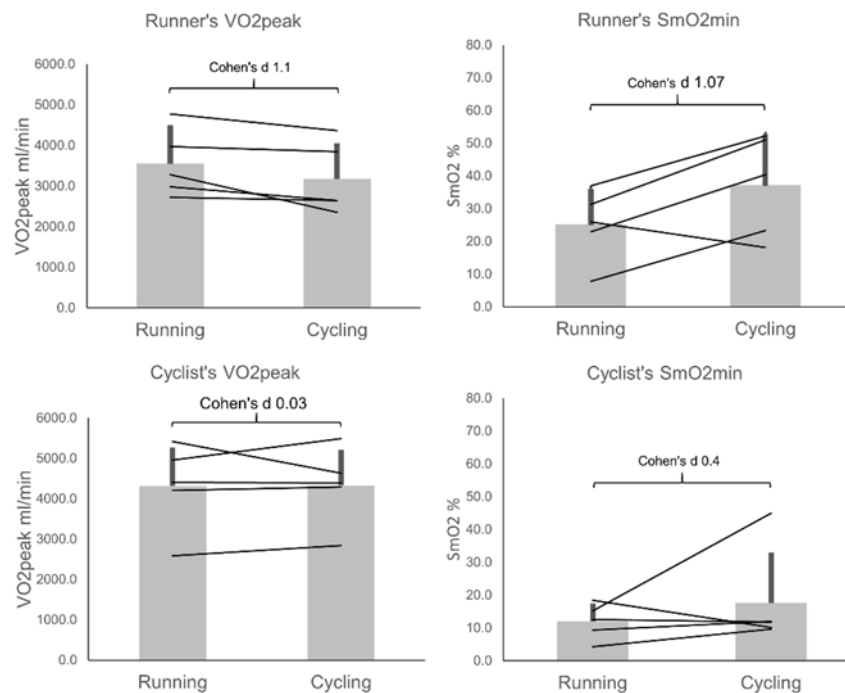 Runner's VO2peak
Cohen's d 1.1
VO2peak ml/min
6000.0
5000.0
4000.0
3000.0
2000.0
1000.0
0.0
Running Cycling
Runner's SmO2min
Cohen's d 1.07
SmO2 %
80.0
70.0
60.0
50.0
40.0
30.0
20.0
10.0
0.0
Running Cycling
Cyclist's VO2peak
Cohen's d 0.03
VO2peak ml/min
6000.0
5000.0
4000.0
3000.0
2000.0
1000.0
0.0
Running Cycling
Cyclist's SmO2min
Cohen's d 0.4
SmO2 %
80.0
70.0
60.0
50.0
40.0
30.0
20.0
10.0
0.0
Running Cycling